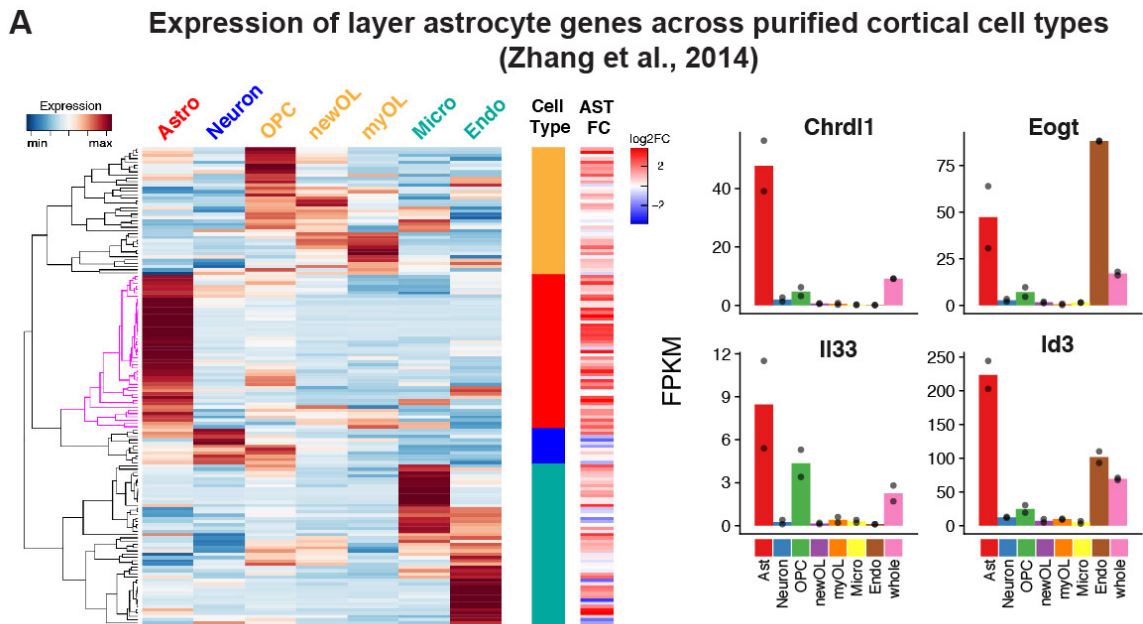 A
Expression of layer astrocyte genes across purified cortical cell types
(Zhang et al., 2014)
Expression
min max
Astro
Neuron
OPC
newOL
myOL
Micro
Endo
Cell
Type
AST
FC
log2FC
2
-2
FPKM
Chrdl1
40
20
0
Eogt
75
50
25
0
Il33
12
9
6
3
0
Id3
250
200
150
100
50
0
Ast
Neuron
OPC
newOL
myOL
Micro
Endo
whole
Ast
Neuron
OPC
newOL
myOL
Micro
Endo
whole